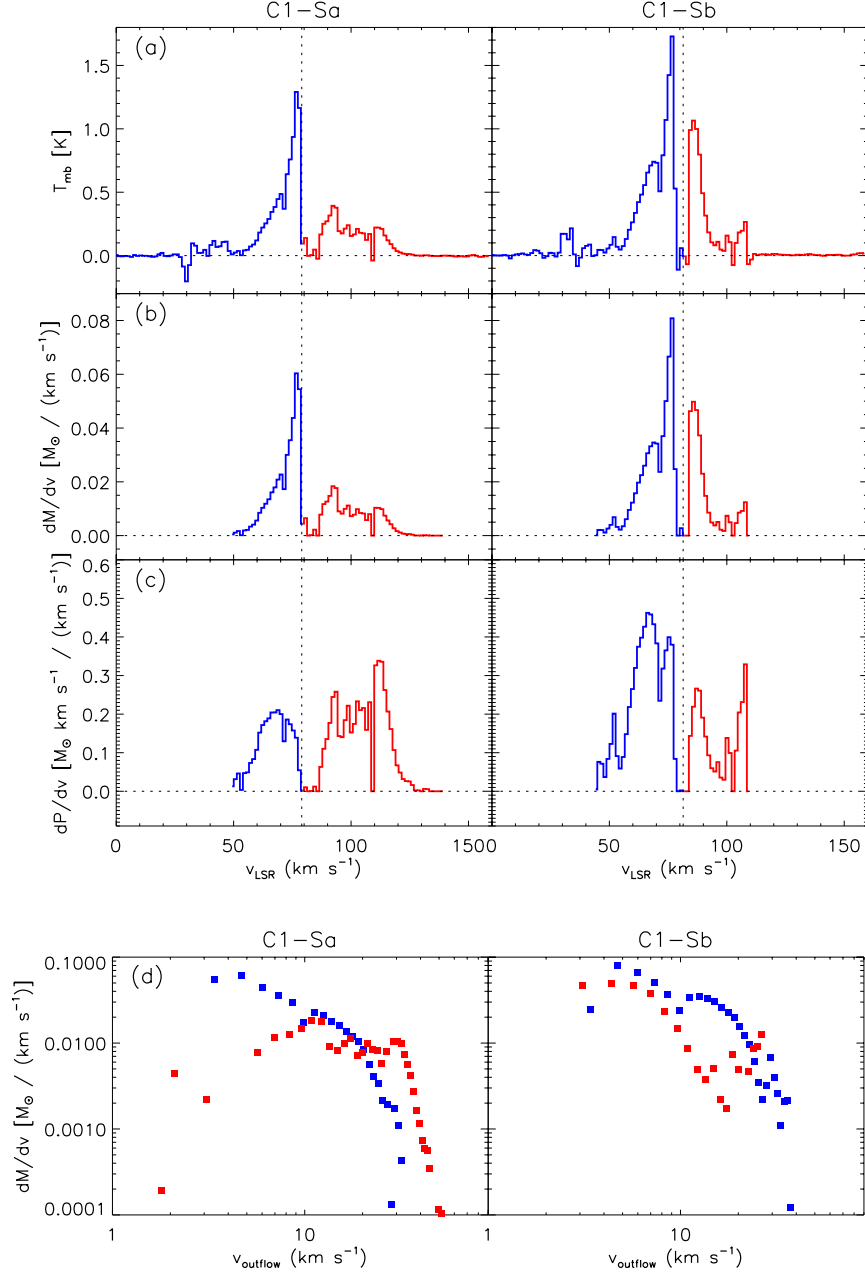 C1-Sa C1-Sb
(a)
1.5
1.0
0.5
0.0
T_mb [K]
(b)
0.08
0.06
0.04
0.02
0.00
dM/dv [M☉ / (km s⁻¹)]
(c)
0.6
0.5
0.4
0.3
0.2
0.1
0.0
dP/dv [M☉ km s⁻¹ / (km s⁻¹)]
0 50 100 1500 50 100 150
v_LSR (km s⁻¹) v_LSR (km s⁻¹)
C1-Sa C1-Sb
(d)
0.1000
0.0100
0.0010
0.0001
dM/dv [M☉ / (km s⁻¹)]
1 10 1 10
v_outflow (km s⁻¹) v_outflow (km s⁻¹)